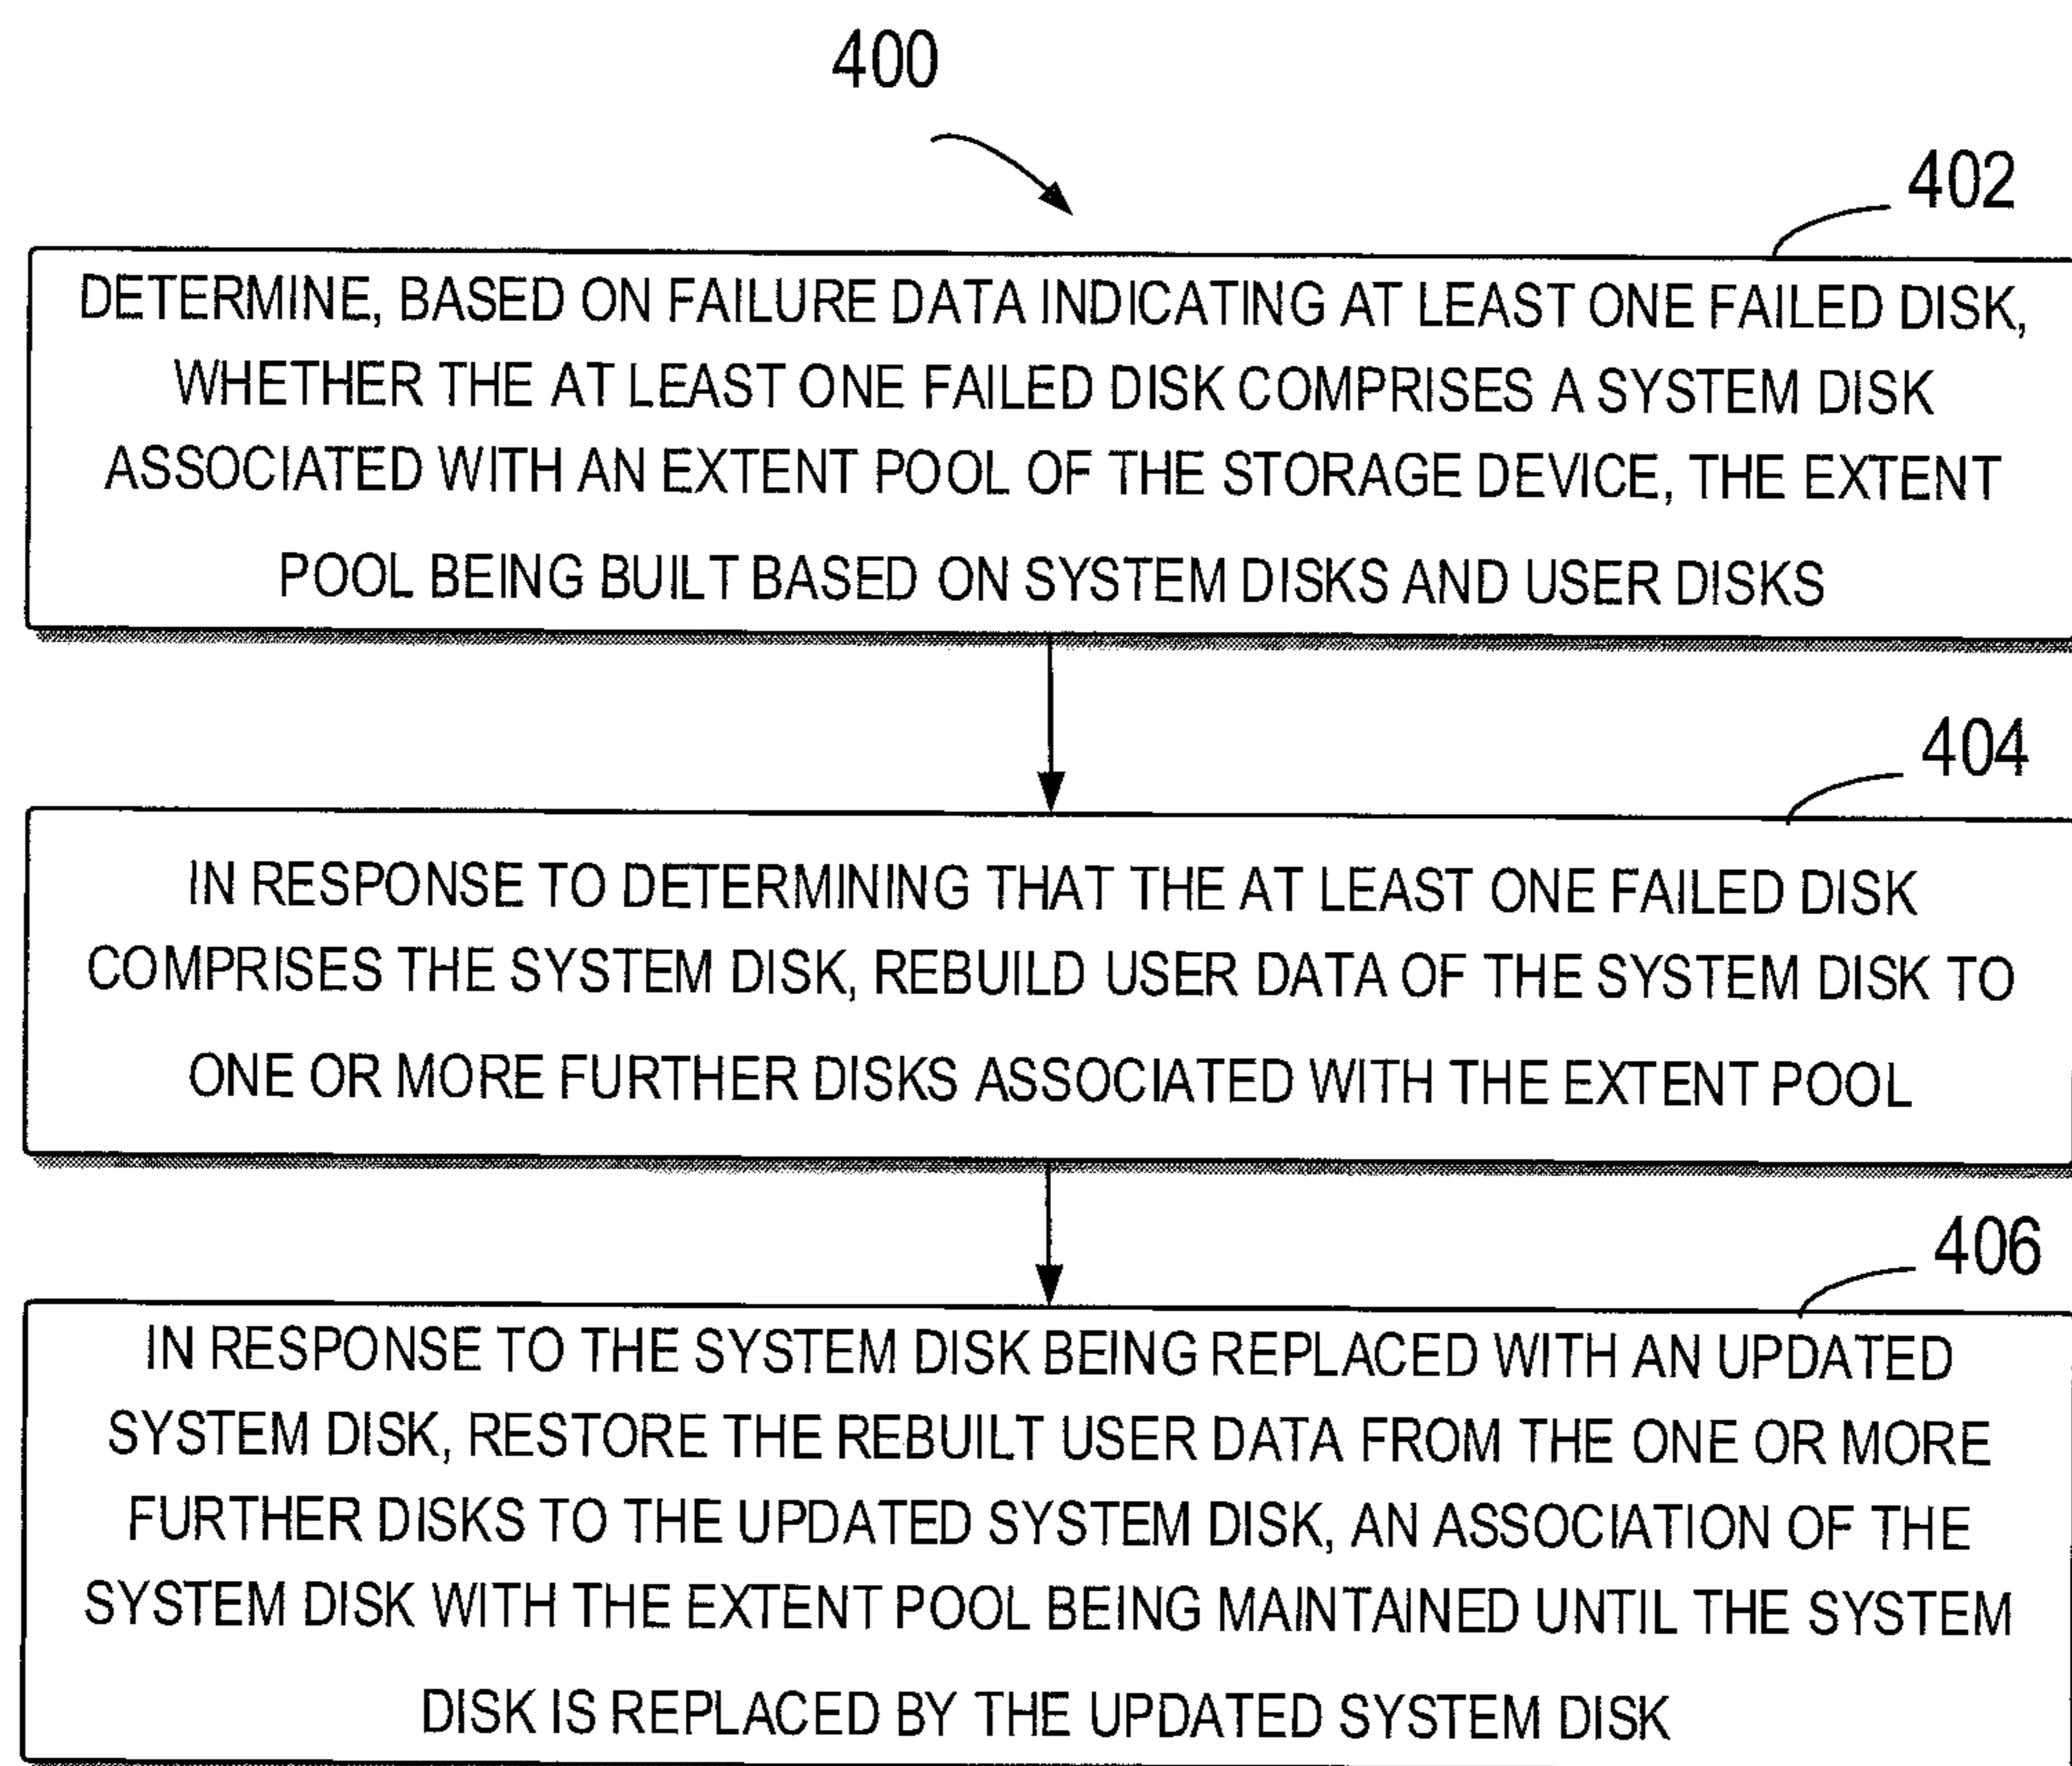 400
402
DETERMINE, BASED ON FAILURE DATA INDICATING AT LEAST ONE FAILED DISK,
WHETHER THE AT LEAST ONE FAILED DISK COMPRISES A SYSTEM DISK
ASSOCIATED WITH AN EXTENT POOL OF THE STORAGE DEVICE, THE EXTENT
POOL BEING BUILT BASED ON SYSTEM DISKS AND USER DISKS
404
IN RESPONSE TO DETERMINING THAT THE AT LEAST ONE FAILED DISK
COMPRISES THE SYSTEM DISK, REBUILD USER DATA OF THE SYSTEM DISK TO
ONE OR MORE FURTHER DISKS ASSOCIATED WITH THE EXTENT POOL
406
IN RESPONSE TO THE SYSTEM DISK BEING REPLACED WITH AN UPDATED
SYSTEM DISK, RESTORE THE REBUILT USER DATA FROM THE ONE OR MORE
FURTHER DISKS TO THE UPDATED SYSTEM DISK, AN ASSOCIATION OF THE
SYSTEM DISK WITH THE EXTENT POOL BEING MAINTAINED UNTIL THE SYSTEM
DISK IS REPLACED BY THE UPDATED SYSTEM DISK